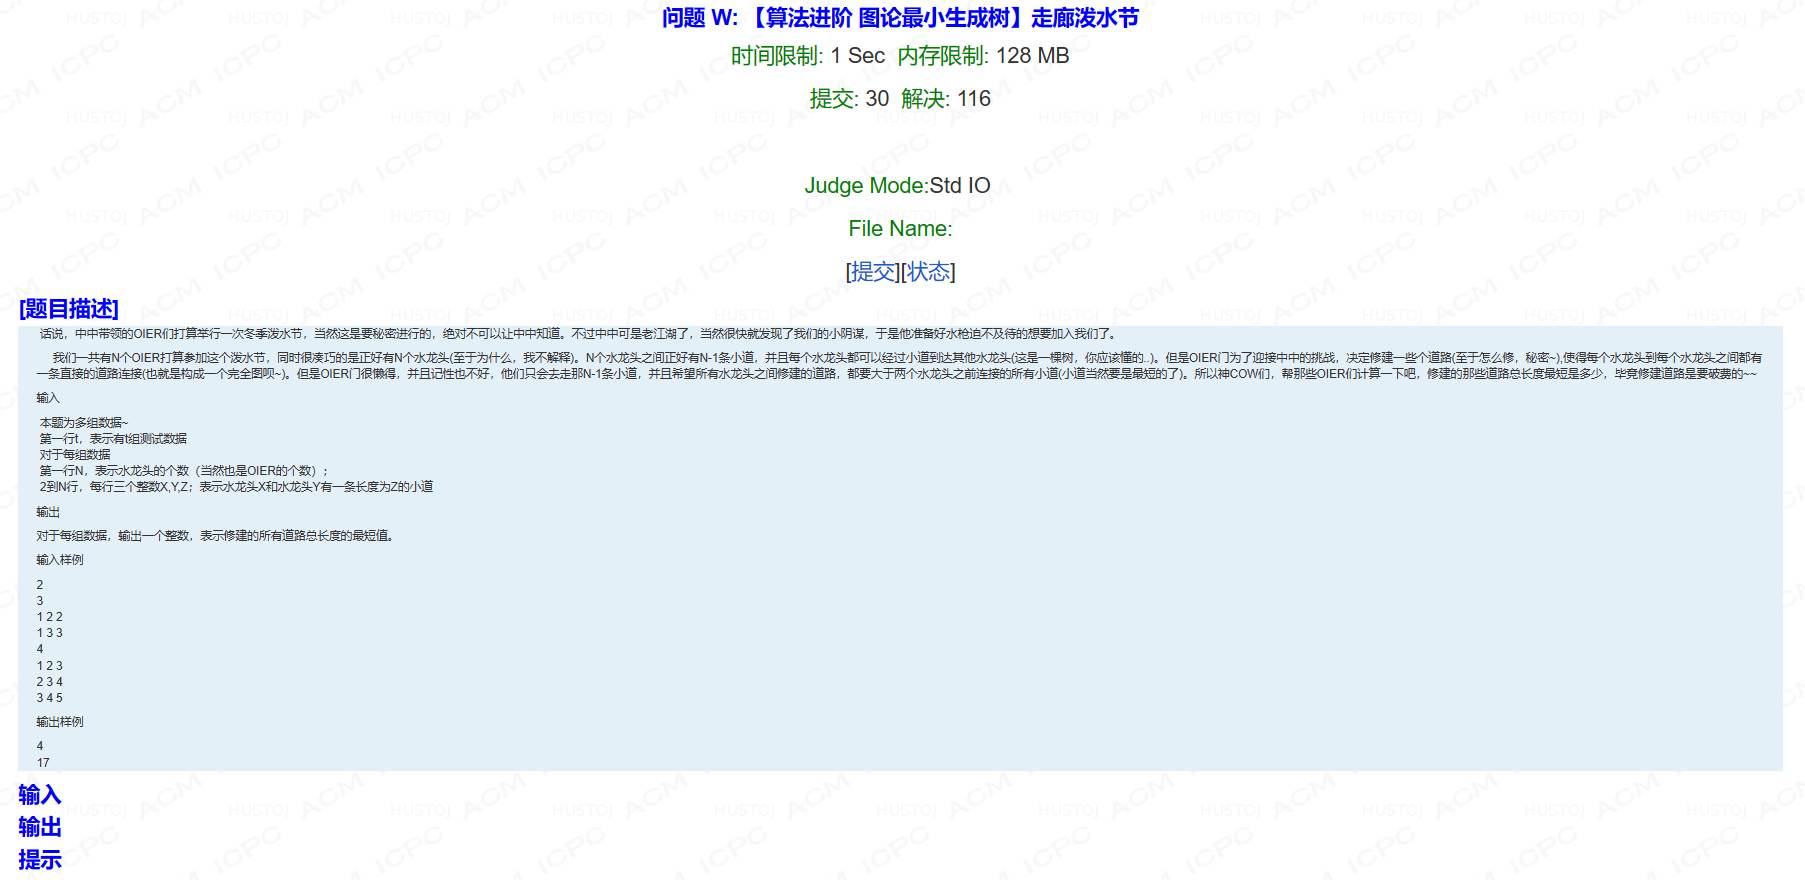 问题 W: 【算法进阶 图论最小生成树】走廊泼水节
时间限制: 1 Sec 内存限制: 128 MB
提交: 30 解决: 116
Judge Mode:Std IO
File Name:
[提交][状态]
[题目描述]
话说，中中带领的OIER们打算举行一次冬季泼水节，当然这是要秘密进行的，绝对不可以让中中知道。不过中中可是老江湖了，当然很快就发现了我们的小阴谋，于是他准备好水枪迫不及待的想要加入我们了。
我们一共有N个OIER打算参加这个泼水节，同时很凑巧的是正好有N个水龙头(至于为什么，我不解释)。N个水龙头之间正好有N-1条小道，并且每个水龙头都可以经过小道到达其他水龙头(这是一棵树，你应该懂的..)。但是OIER门为了迎接中中的挑战，决定修建一些个道路(至于怎么修，秘密~),使得每个水龙头到每个水龙头之间都有
一条直接的道路连接(也就是构成一个完全图呗~)。但是OIER门很懒得，并且记性也不好，他们只会去走那N-1条小道，并且希望所有水龙头之间修建的道路，都要大于两个水龙头之前连接的所有小道(小道当然要是最短的了)。所以神COW们，帮那些OIER们计算一下吧，修建的那些道路总长度最短是多少，毕竟修建道路是要破费的~~
输入
本题为多组数据~
第一行t，表示有t组测试数据
对于每组数据
第一行N，表示水龙头的个数（当然也是OIER的个数）；
2到N行，每行三个整数X,Y,Z；表示水龙头X和水龙头Y有一条长度为Z的小道
输出
对于每组数据，输出一个整数，表示修建的所有道路总长度的最短值。
输入样例
2
3
1 2 2
1 3 3
4
1 2 3
2 3 4
3 4 5
输出样例
4
17
输入
输出
提示